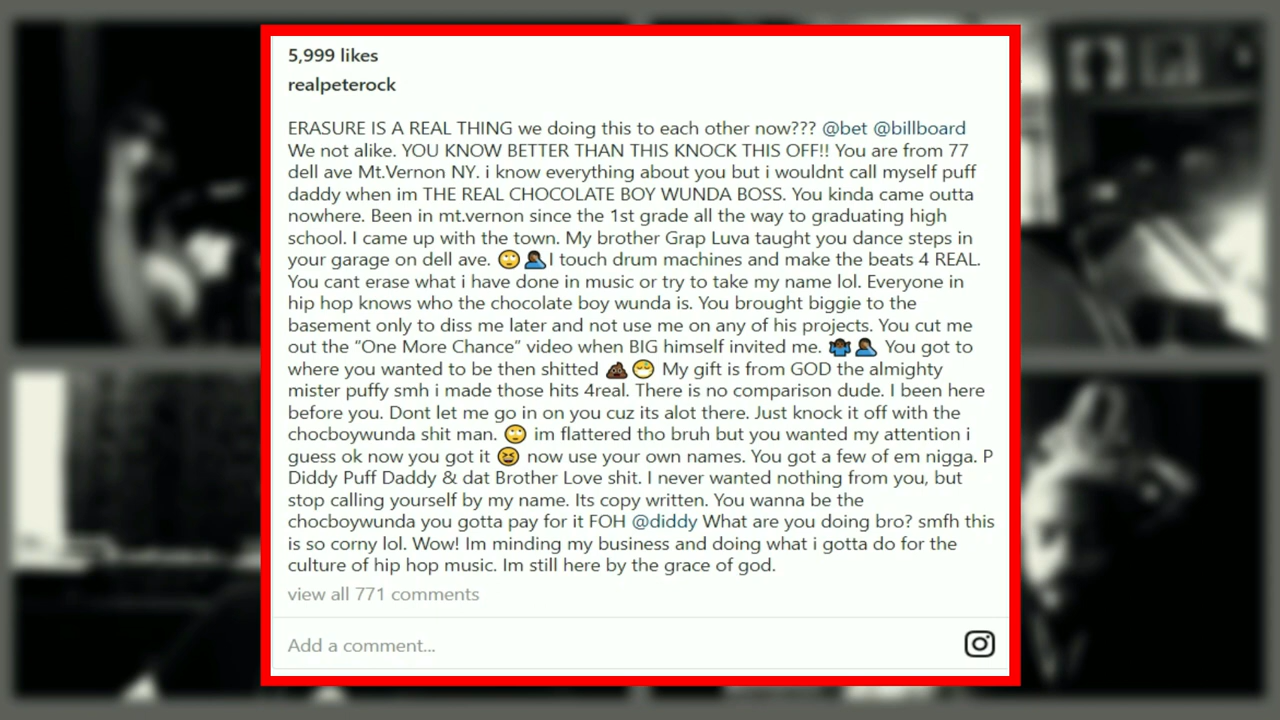 5,999 likes
realpeterock
ERASURE IS A REAL THING we doing this to each other now??? @bet @billboard
We not alike. YOU KNOW BETTER THAN THIS KNOCK THIS OFF!! You are from 77
dell ave Mt.Vernon NY. i know everything about you but i wouldnt call myself puff
daddy when im THE REAL CHOCOLATE BOY WUNDA BOSS. You kinda came outta
nowhere. Been in mt.vernon since the 1st grade all the way to graduating high
school. I came up with the town. My brother Grap Luva taught you dance steps in
your garage on dell ave. 🙄🤦🏿‍♂️I touch drum machines and make the beats 4 REAL.
You cant erase what i have done in music or try to take my name lol. Everyone in
hip hop knows who the chocolate boy wunda is. You brought biggie to the
basement only to diss me later and not use me on any of his projects. You cut me
out the “One More Chance” video when BIG himself invited me. 🤷🏿‍♂️🤦🏿‍♂️ You got to
where you wanted to be then shitted 💩😷 My gift is from GOD the almighty
mister puffy smh i made those hits 4real. There is no comparison dude. I been here
before you. Dont let me go in on you cuz its alot there. Just knock it off with the
chocboywunda shit man. 🙄 im flattered tho bruh but you wanted my attention i
guess ok now you got it 😆 now use your own names. You got a few of em nigga. P
Diddy Puff Daddy & dat Brother Love shit. I never wanted nothing from you, but
stop calling yourself by my name. Its copy written. You wanna be the
chocboywunda you gotta pay for it FOH @diddy What are you doing bro? smfh this
is so corny lol. Wow! Im minding my business and doing what i gotta do for the
culture of hip hop music. Im still here by the grace of god.
view all 771 comments
Add a comment...